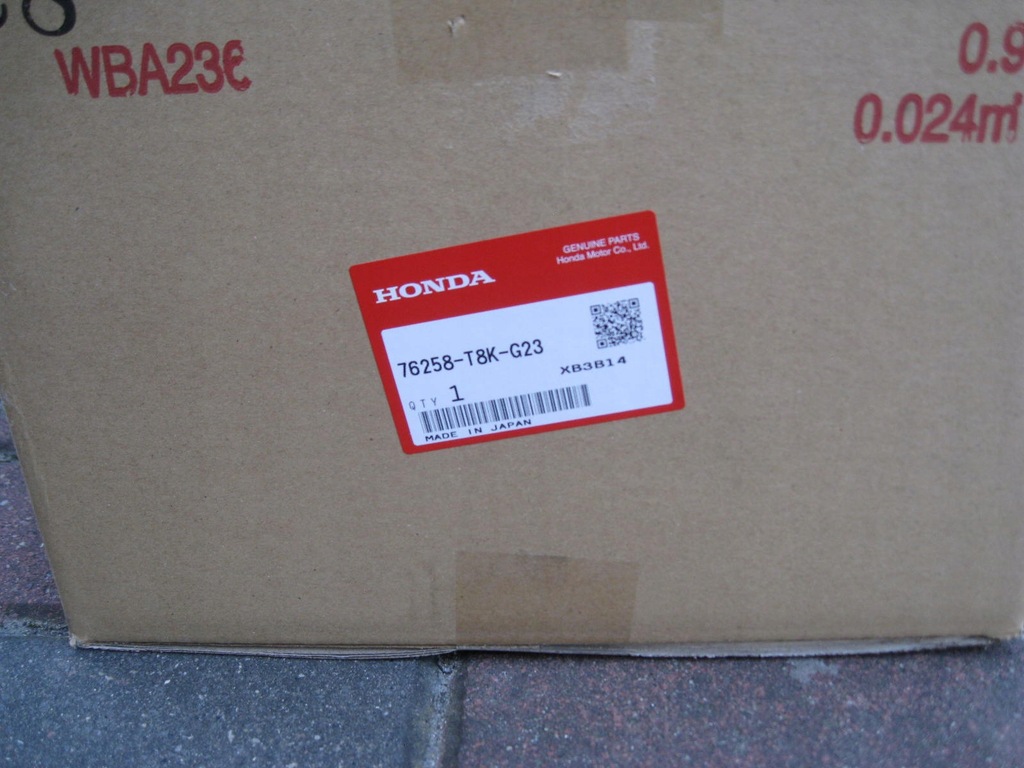 WBA23
0.9
0.024㎥
GENUINE PARTS
Honda Motor Co., Ltd.
HONDA
76258-T8K-G23
XB3B14
QTY 1
MADE IN JAPAN